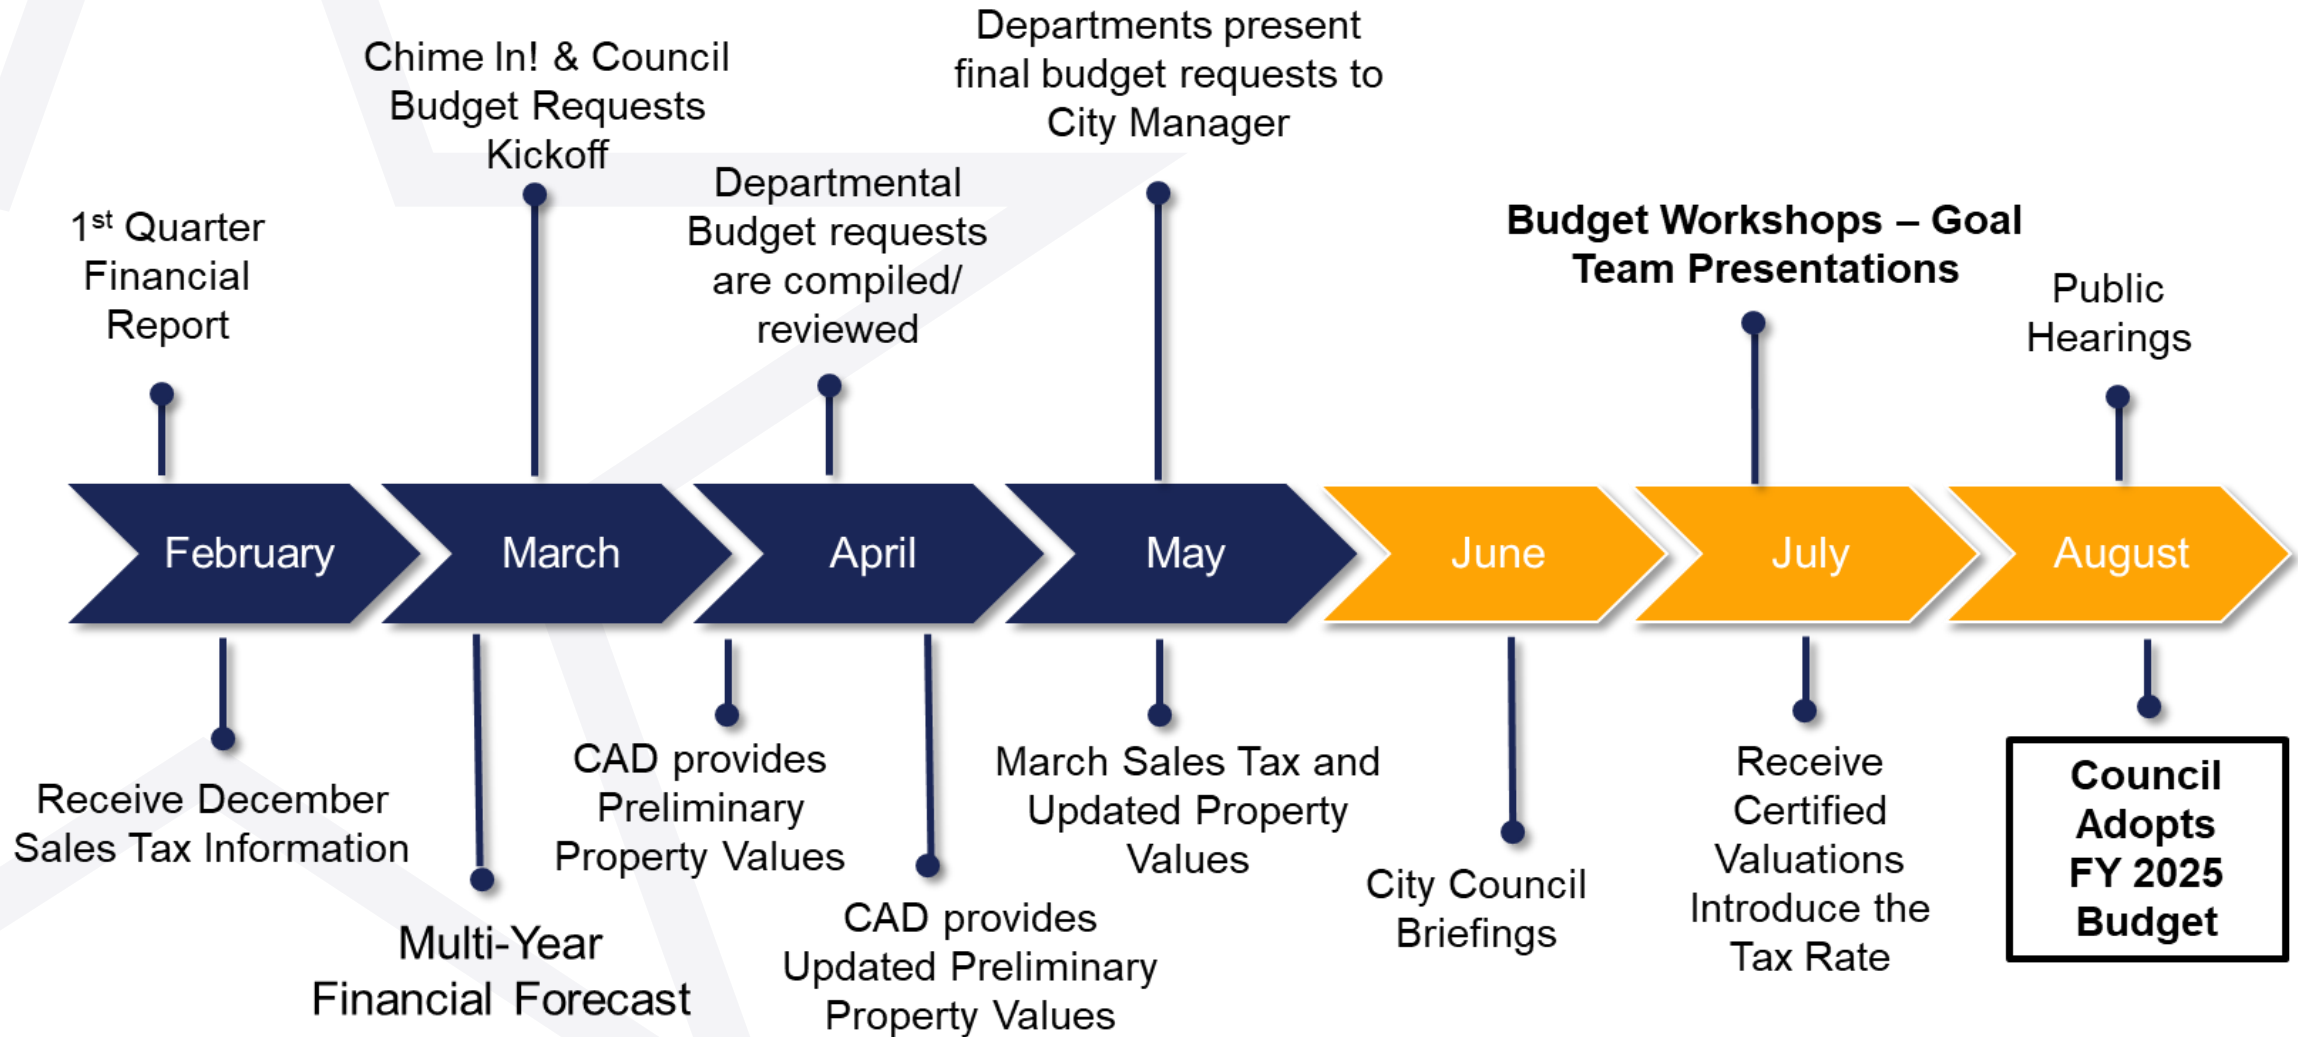 Chime In! & Council
Budget Requests
Kickoff
Departments present
final budget requests to
City Manager
1st Quarter
Financial
Report
Departmental
Budget requests
are compiled/
reviewed
Budget Workshops – Goal
Team Presentations
Public
Hearings
February
March
April
May
June
July
August
Receive December
Sales Tax Information
Multi-Year
Financial Forecast
CAD provides
Preliminary
Property Values
CAD provides
Updated Preliminary
Property Values
March Sales Tax and
Updated Property
Values
City Council
Briefings
Receive
Certified
Valuations
Introduce the
Tax Rate
Council
Adopts
FY 2025
Budget